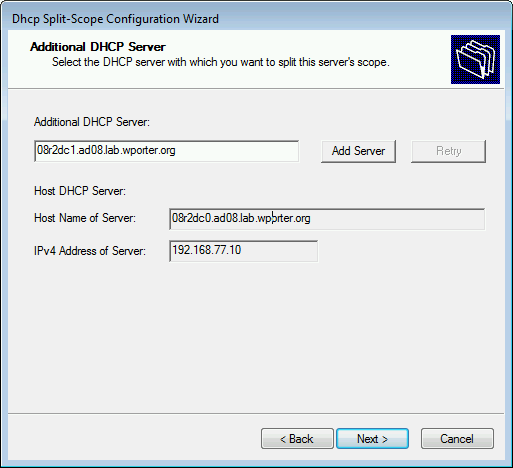 Dhcp Split-Scope Configuration Wizard
Additional DHCP Server
Select the DHCP server with which you want to split this server's scope.
Additional DHCP Server:
08r2dc1.ad08.lab.wporter.org
Add Server
Retry
Host DHCP Server:
Host Name of Server:
08r2dc0.ad08.lab.wporter.org
IPv4 Address of Server:
192.168.77.10
< Back
Next >
Cancel